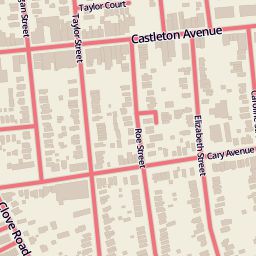 Taylor Court
Castleton Avenue
Taylor Street
Roe Street
Elizabeth Street
Cary Avenue
Clove Road